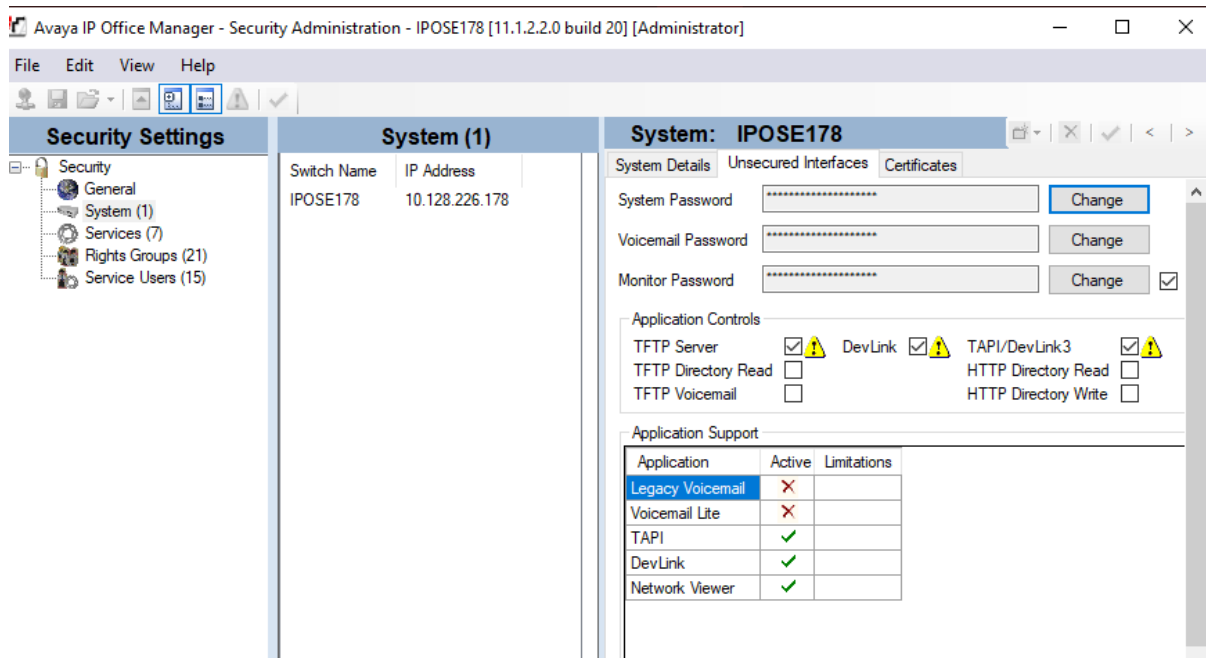 Avaya IP Office Manager - Security Administration - IPOSE178 [11.1.2.2.0 build 20] [Administrator]
File Edit View Help
Security Settings
Security
General
System (1)
Services (7)
Rights Groups (21)
Service Users (15)
System (1)
Switch Name IP Address
IPOSE178 10.128.226.178
System: IPOSE178
System Details Unsecured Interfaces Certificates
System Password ******************** Change
Voicemail Password ******************** Change
Monitor Password ******************** Change
Application Controls
TFTP Server DevLink TAPI/DevLink3
TFTP Directory Read HTTP Directory Read
TFTP Voicemail HTTP Directory Write
Application Support
Application Active Limitations
Legacy Voicemail
Voicemail Lite
TAPI
DevLink
Network Viewer